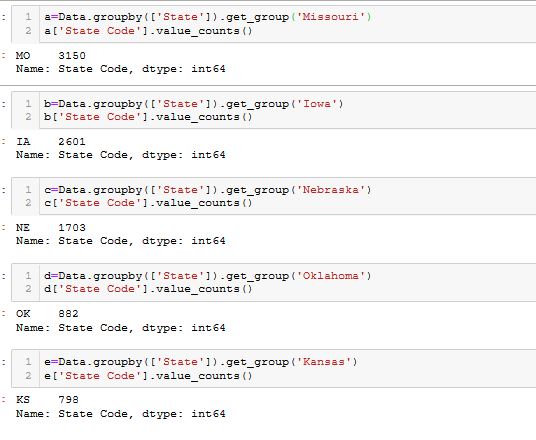 : 1 a=Data.groupby(['State']).get_group('Missouri')
2 a['State Code'].value_counts()
: MO    3150
Name: State Code, dtype: int64
: 1 b=Data.groupby(['State']).get_group('Iowa')
2 b['State Code'].value_counts()
: IA    2601
Name: State Code, dtype: int64
: 1 c=Data.groupby(['State']).get_group('Nebraska')
2 c['State Code'].value_counts()
: NE    1703
Name: State Code, dtype: int64
: 1 d=Data.groupby(['State']).get_group('Oklahoma')
2 d['State Code'].value_counts()
: OK    882
Name: State Code, dtype: int64
: 1 e=Data.groupby(['State']).get_group('Kansas')
2 e['State Code'].value_counts()
: KS    798
Name: State Code, dtype: int64